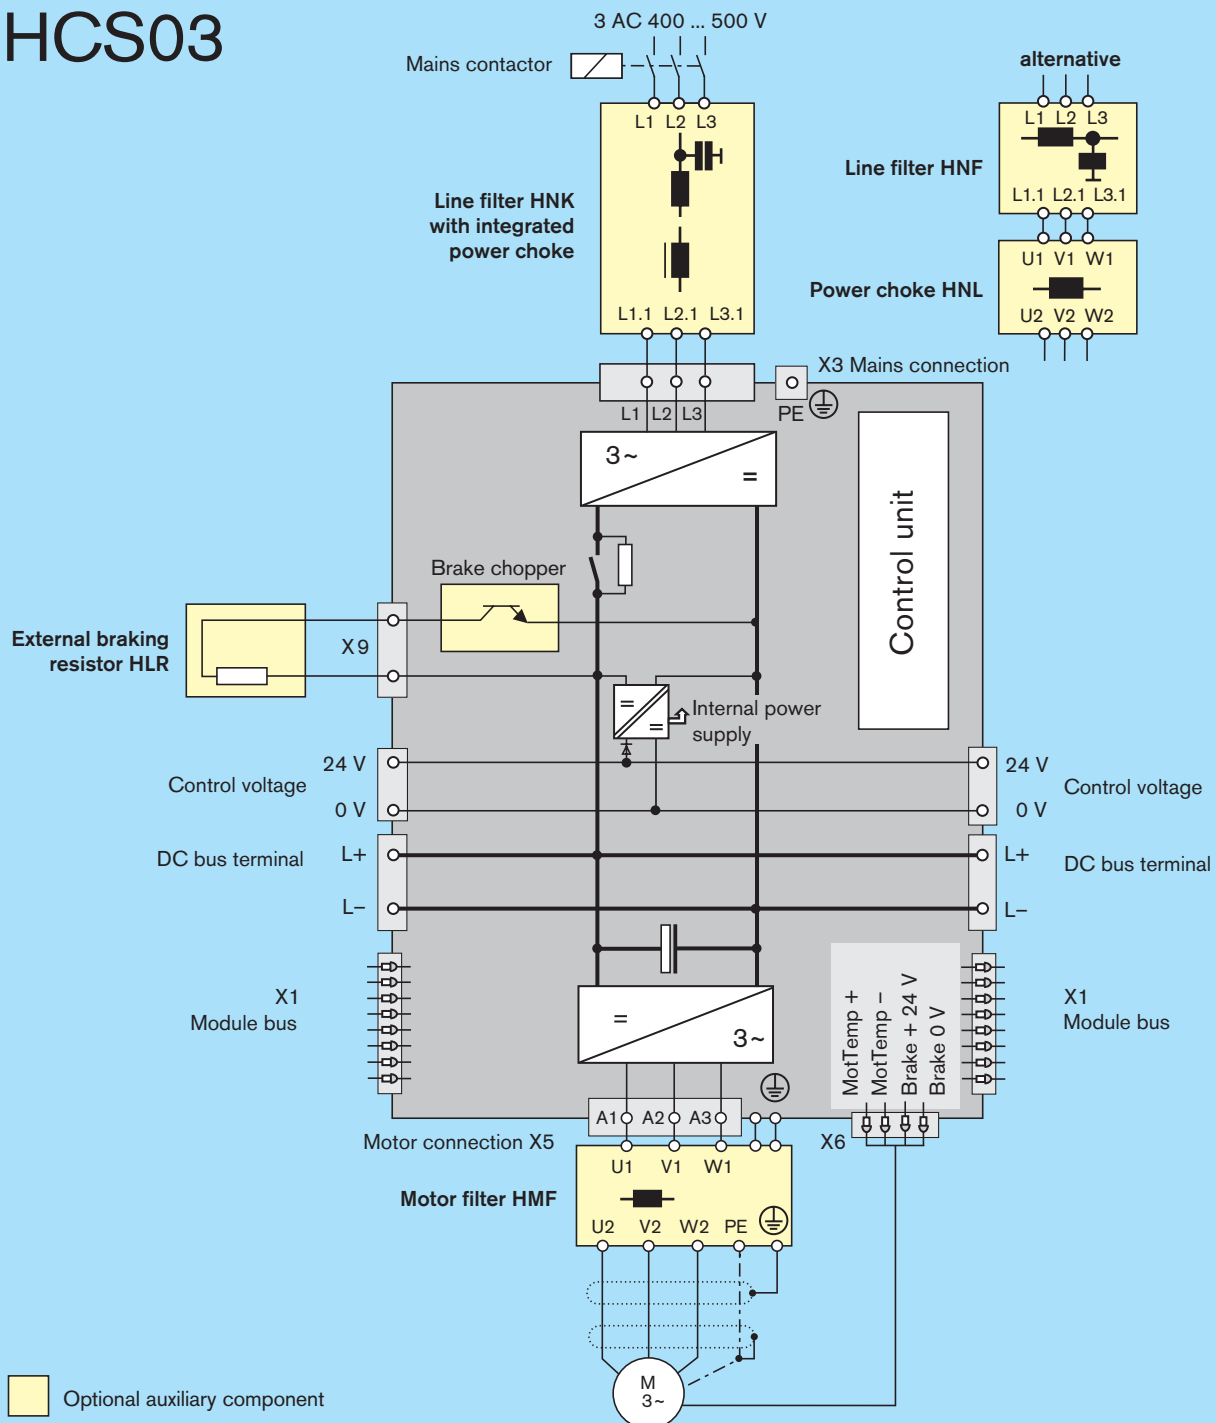 HCS03
3 AC 400 ... 500 V
Mains contactor
alternative
L1 L2 L3
L1 L2 L3
Line filter HNF
L1.1 L2.1 L3.1
Line filter HNK
with integrated
power choke
U1 V1 W1
Power choke HNL
U2 V2 W2
L1.1 L2.1 L3.1
X3 Mains connection
L1 L2 L3
PE
3~
=
Control unit
Brake chopper
External braking
resistor HLR
X9
=
=
Internal power
supply
24 V
Control voltage
0 V
24 V
Control voltage
0 V
DC bus terminal
L+
L–
L+
DC bus terminal
L–
X1
Module bus
=
3~
MotTemp +
MotTemp –
Brake + 24 V
Brake 0 V
X1
Module bus
A1 A2 A3
Motor connection X5
X6
U1 V1 W1
Motor filter HMF
U2 V2 W2 PE
M
3~
Optional auxiliary component